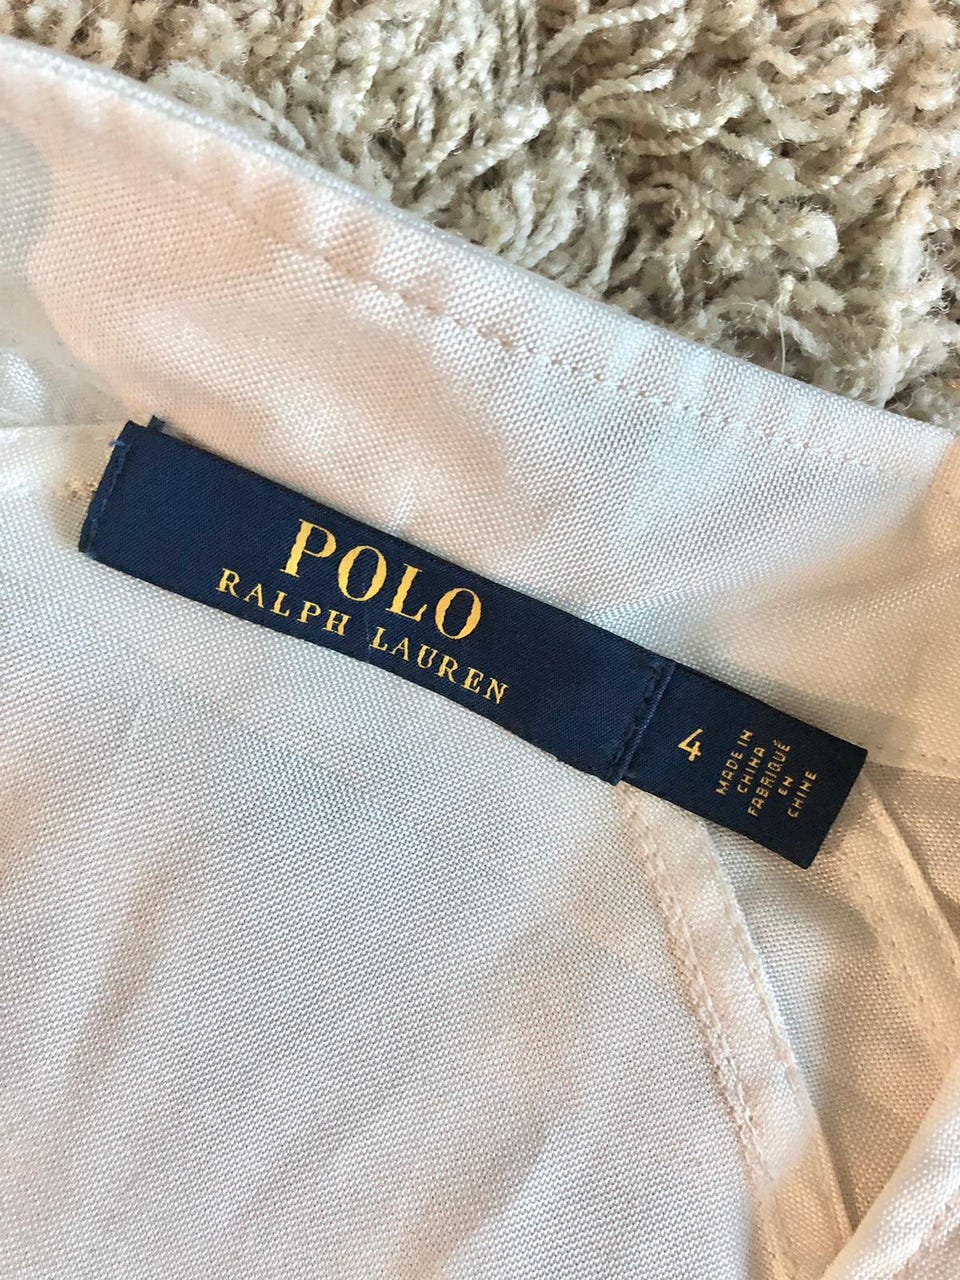 POLO
RALPH LAUREN
4
MADE IN
CHINA
FABRIQUÉ
EN
CHINE